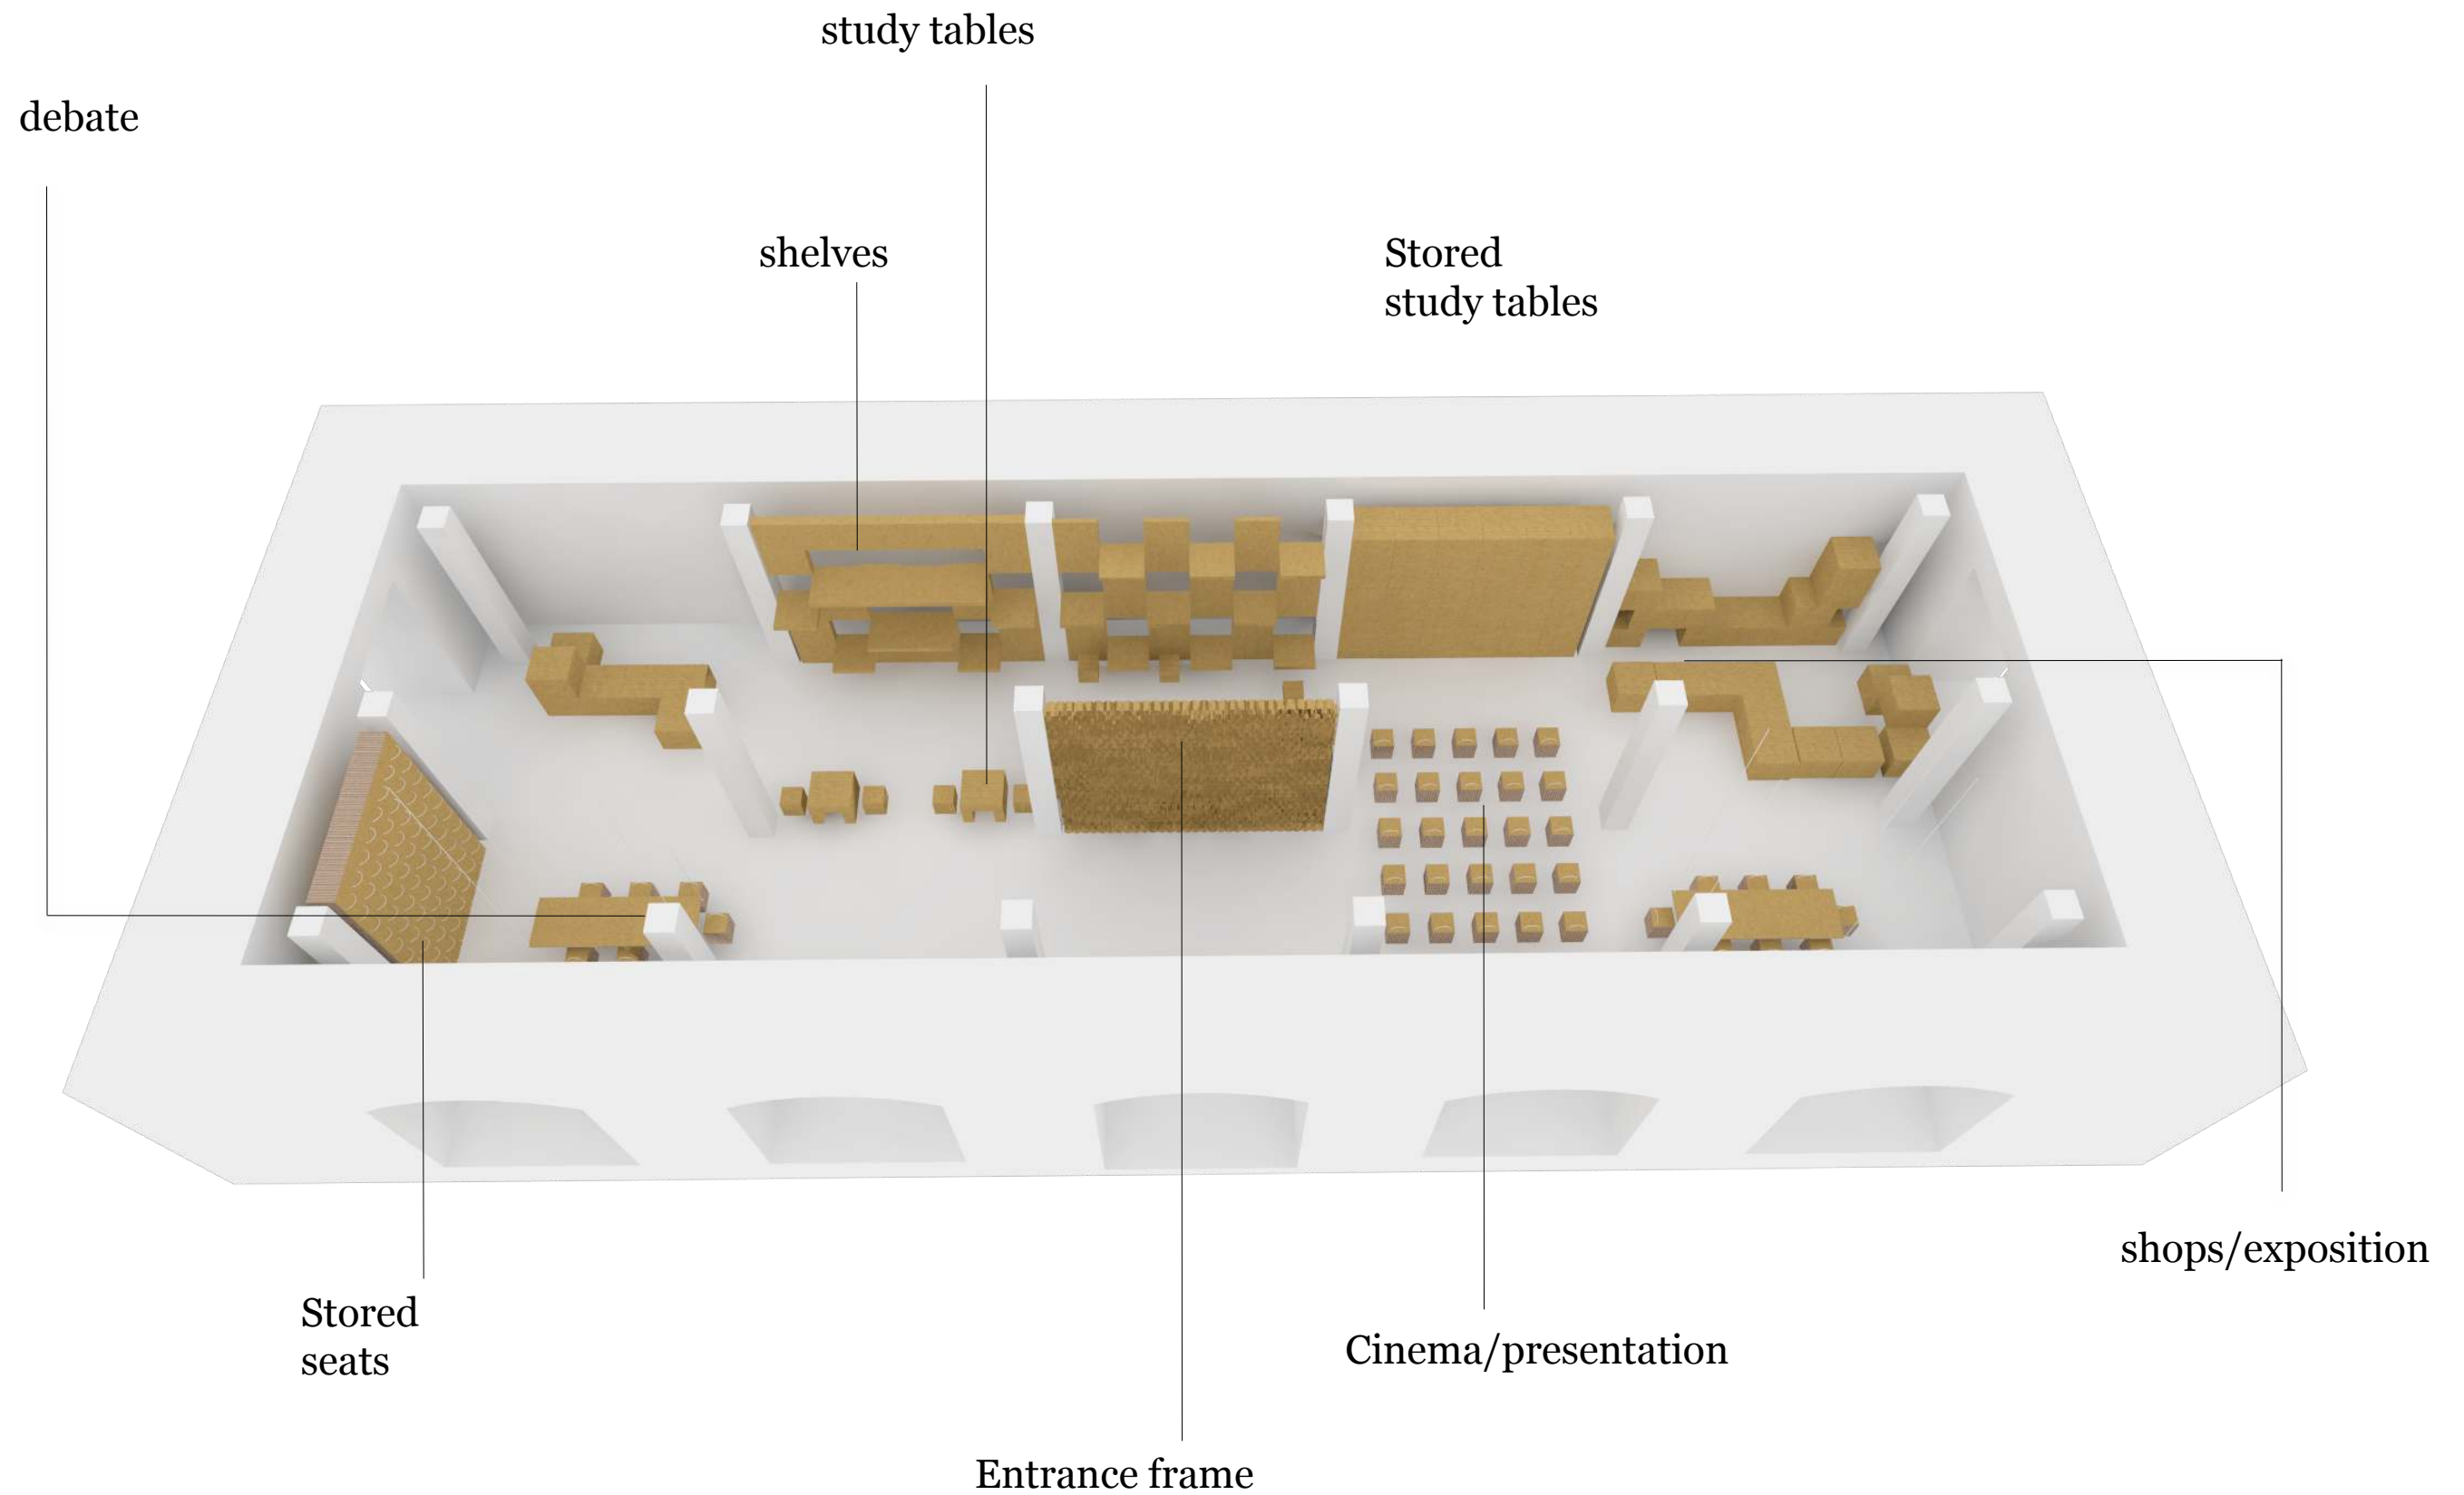 study tables
debate
shelves
Stored
study tables
shops/exposition
Stored
seats
Cinema/presentation
Entrance frame